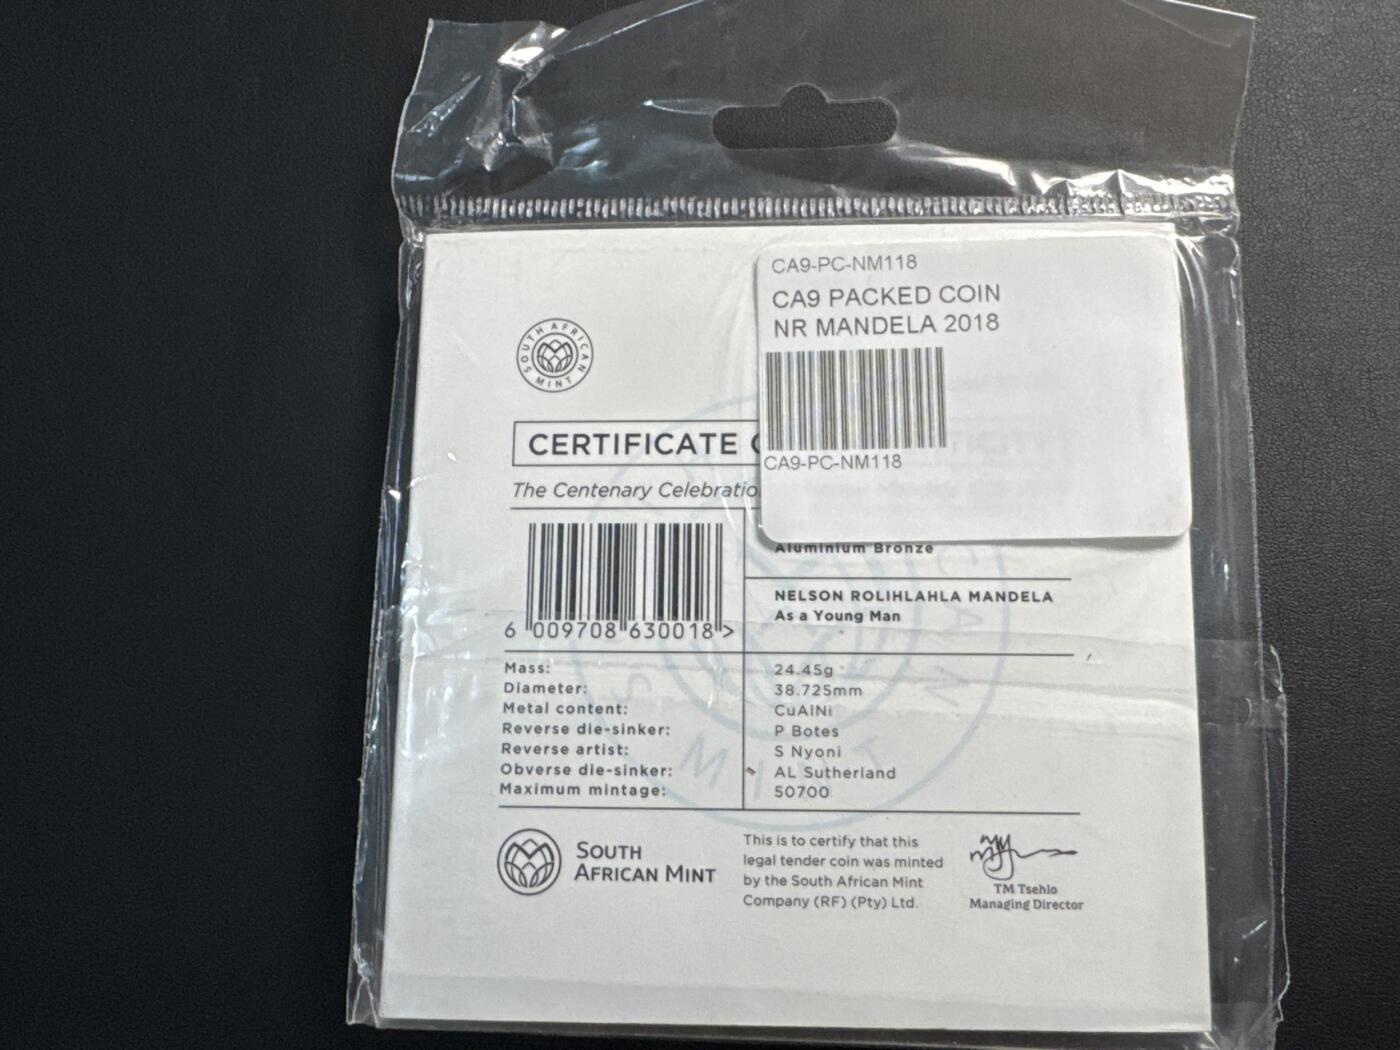 CA9-PC-NM118
CA9 PACKED COIN
NR MANDELA 2018
CA9-PC-NM118
SOUTH AFRICAN MINT
CERTIFICATE
The Centenary
Aluminium Bronze
NELSON ROLIHLAHLA MANDELA
As a Young Man
6 009708 630018 >
Mass: 24.45g
Diameter: 38.725mm
Metal content: CuAlNi
Reverse die-sinker: P Botes
Reverse artist: S Nyoni
Obverse die-sinker: AL Sutherland
Maximum mintage: 50700
SOUTH
AFRICAN MINT
This is to certify that this
legal tender coin was minted
by the South African Mint
Company (RF) (Pty) Ltd.
TM Tsehlo
Managing Director